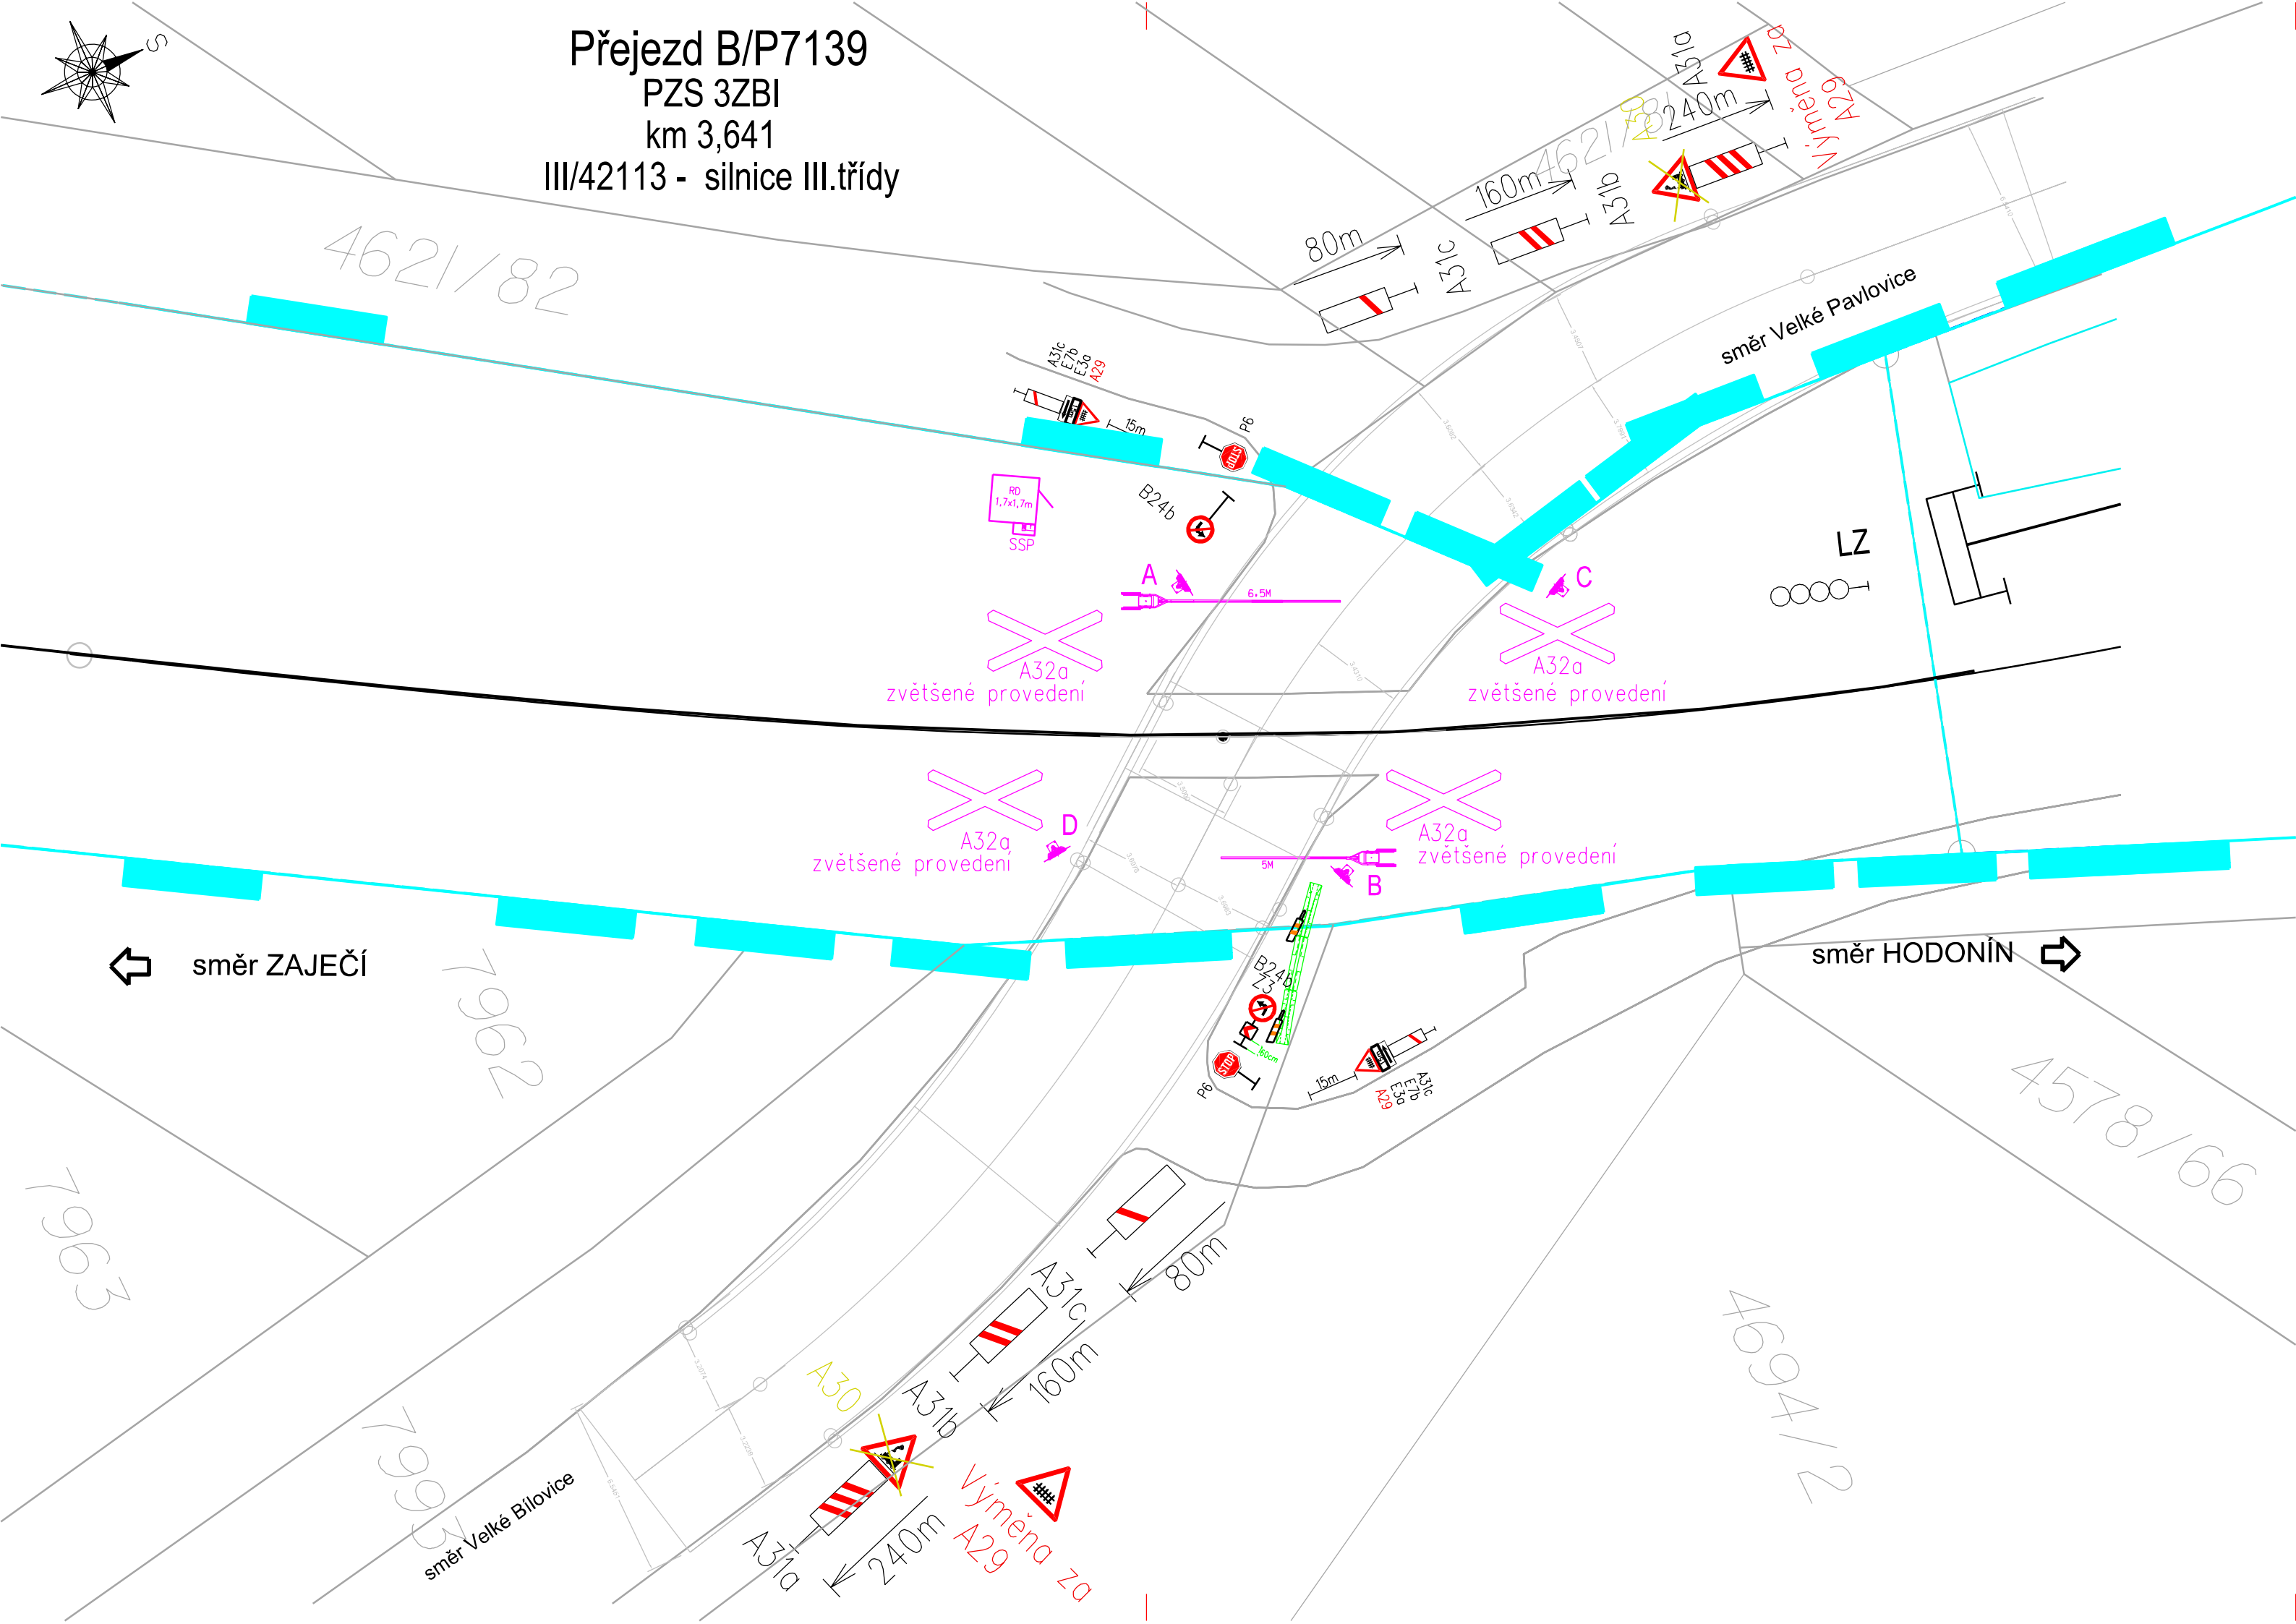 S
Přejezd B/P7139
PZS 3ZBI
km 3,641
III/42113 - silnice III.třídy
4621/82
80m
160m
240m
A31a
A31b
A31c
Výměna za
A29
směr Velké Pavlovice
A31c
E7b
E3a
A29
15m
P6
STOP
B24b
RD
1,7x1,7m
SSP
A
6.5M
C
LZ
A32a
zvětšené provedení
A32a
zvětšené provedení
A32a
zvětšené provedení
D
A32a
zvětšené provedení
5M
B
směr ZAJEČÍ
směr HODONÍN
B24b
Z3
STOP
P6
15m
A31c
E7b
E3a
A29
7962
7963
7993
4578/66
4694/2
80m
A31c
160m
A31b
A30
240m
A31a
Výměna za
A29
směr Velké Bílovice